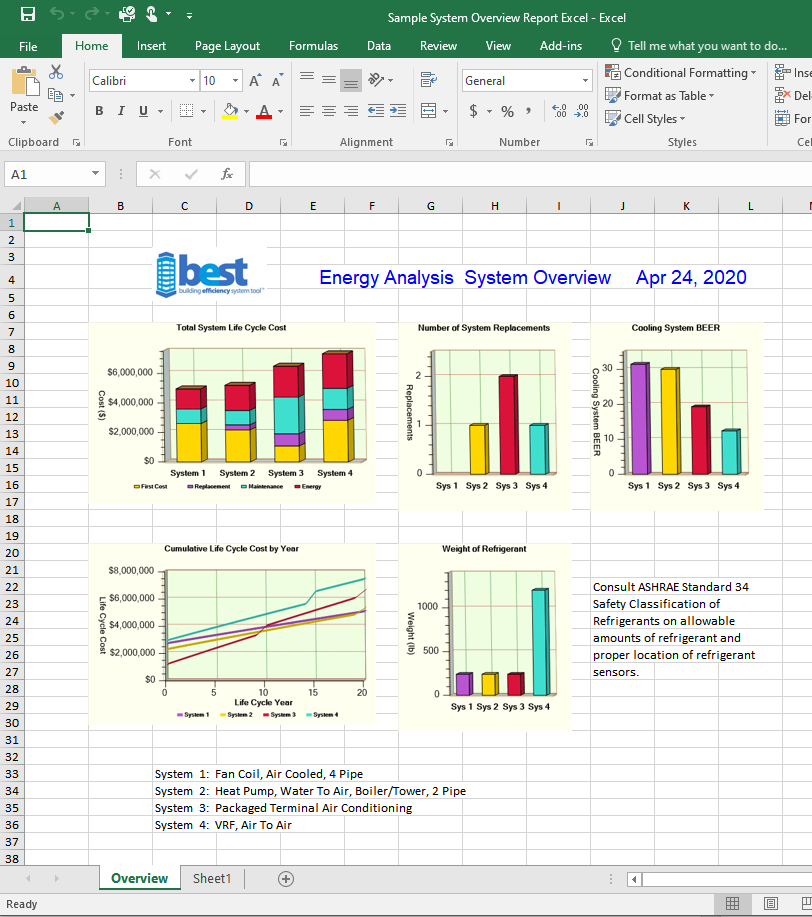 Sample System Overview Report Excel - Excel
File Home Insert Page Layout Formulas Data Review View Add-ins Tell me what you want to do...
Conditional Formatting
Format as Table
Cell Styles
Inse
Del
For
Paste
Calibri 10 General
B I U A $ % ,
Clipboard Font Alignment Number Styles Cel
A1 fx
A B C D E F G H I J K L
1
2
3
4
5
6
7
8
9
10
11
12
13
14
15
16
17
18
19
20
21
22
23
24
25
26
27
28
29
30
31
32
33
34
35
36
37
38
best
building efficiency system tool
Energy Analysis System Overview Apr 24, 2020
Total System Life Cycle Cost
Cost ($)
$6,000,000
$4,000,000
$2,000,000
$0
System 1 System 2 System 3 System 4
First Cost Replacement Maintenance Energy
Number of System Replacements
Replacements
2
1
0
Sys 1 Sys 2 Sys 3 Sys 4
Cooling System BEER
Cooling System BEER
30
20
10
0
Sys 1 Sys 2 Sys 3 Sys 4
Cumulative Life Cycle Cost by Year
Life Cycle Cost
$8,000,000
$6,000,000
$4,000,000
$2,000,000
$0
0 5 10 15 20
Life Cycle Year
System 1 System 2 System 3 System 4
Weight of Refrigerant
Weight (lb)
1000
500
0
Sys 1 Sys 2 Sys 3 Sys 4
Consult ASHRAE Standard 34
Safety Classification of
Refrigerants on allowable
amounts of refrigerant and
proper location of refrigerant
sensors.
System 1: Fan Coil, Air Cooled, 4 Pipe
System 2: Heat Pump, Water To Air, Boiler/Tower, 2 Pipe
System 3: Packaged Terminal Air Conditioning
System 4: VRF, Air To Air
Overview Sheet1
Ready